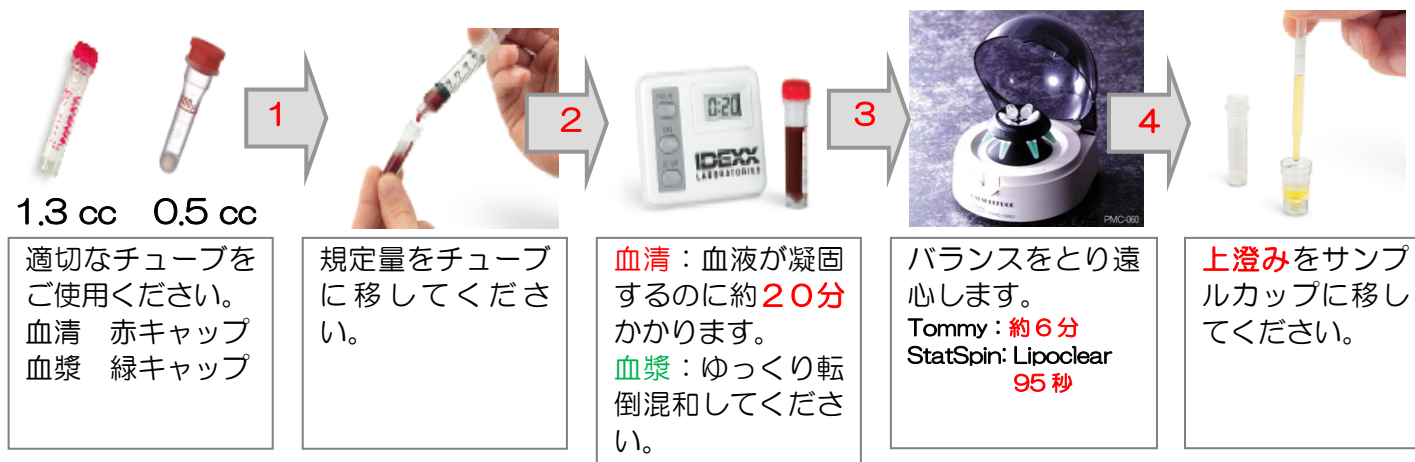 1
2
3
4
0:20
IDEXX
LABORATORIES
PMC-060
1.3 cc 0.5 cc
適切なチューブを
ご使用ください。
血清 赤キャップ
血漿 緑キャップ
規定量をチューブ
に移してくださ
い。
血清：血液が凝固
するのに約２０分
かかります。
血漿：ゆっくり転
倒混和してくださ
い。
バランスをとり遠
心します。
Tommy：約６分
StatSpin: Lipoclear
95 秒
上澄みをサンプ
ルカップに移し
てください。